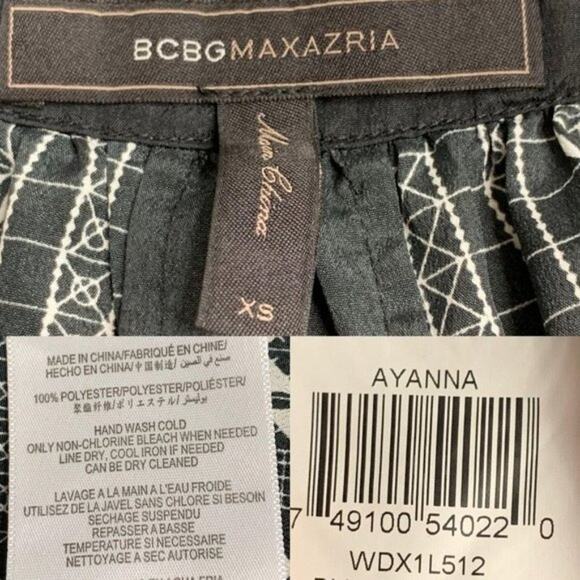 BCBGMAXAZRIA
XS
MADE IN CHINA/FABRIQUÉ EN CHINE/
HECHO EN CHINA/中国制造/ صنع في الصين
100% POLYESTER/POLYESTER/POLIÉSTER/
聚酯纤维/ポリエステル/ بوليستر
HAND WASH COLD
ONLY NON-CHLORINE BLEACH WHEN NEEDED
LINE DRY, COOL IRON IF NEEDED
CAN BE DRY CLEANED
LAVAGE A LA MAIN A L'EAU FROIDE
UTILISEZ DE LA JAVEL SANS CHLORE SI BESOIN
SECHAGE SUSPENDU
REPASSER A BASSE
TEMPERATURE SI NECESSAIRE
NETTOYAGE A SEC AUTORISE
AYANNA
7 49100 54022 0
WDX1L512